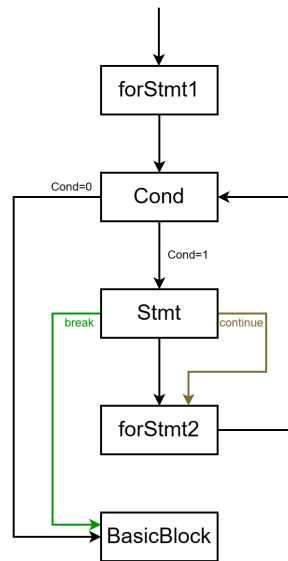 forStmt1
Cond=0
Cond
Cond=1
Stmt
break
continue
forStmt2
BasicBlock